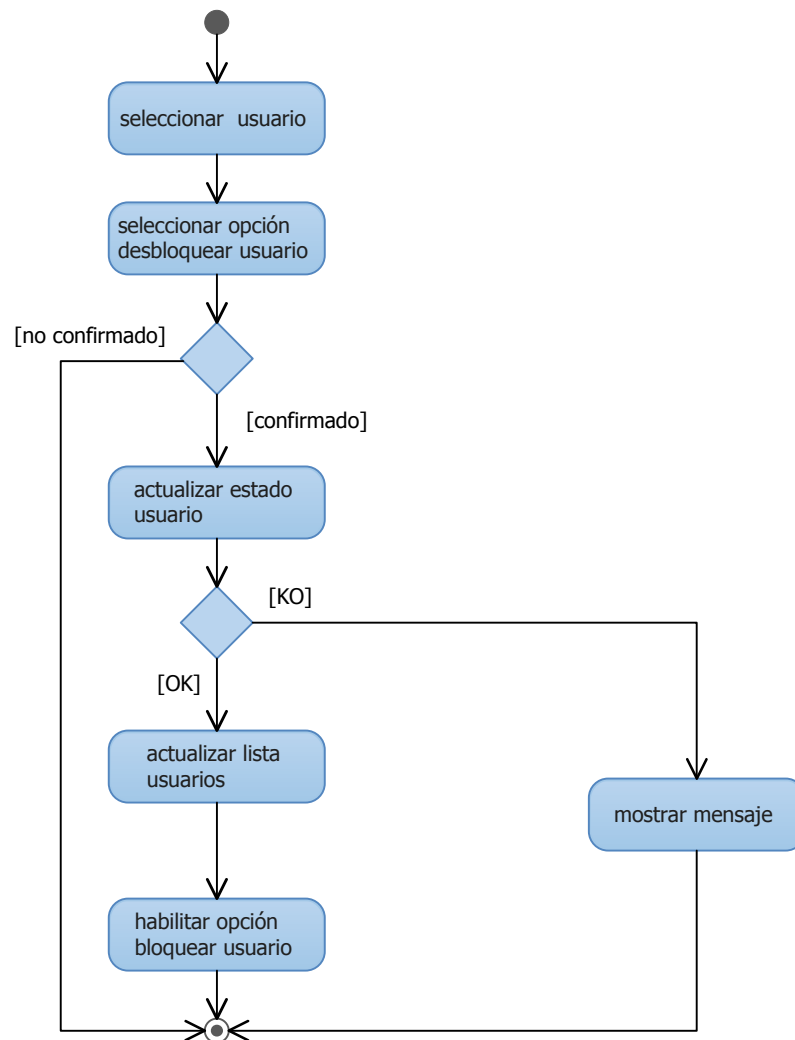 seleccionar  usuario
seleccionar opción
desbloquear usuario
[no confirmado]
[confirmado]
actualizar estado
usuario
[KO]
[OK]
actualizar lista
usuarios
mostrar mensaje
habilitar opción
bloquear usuario